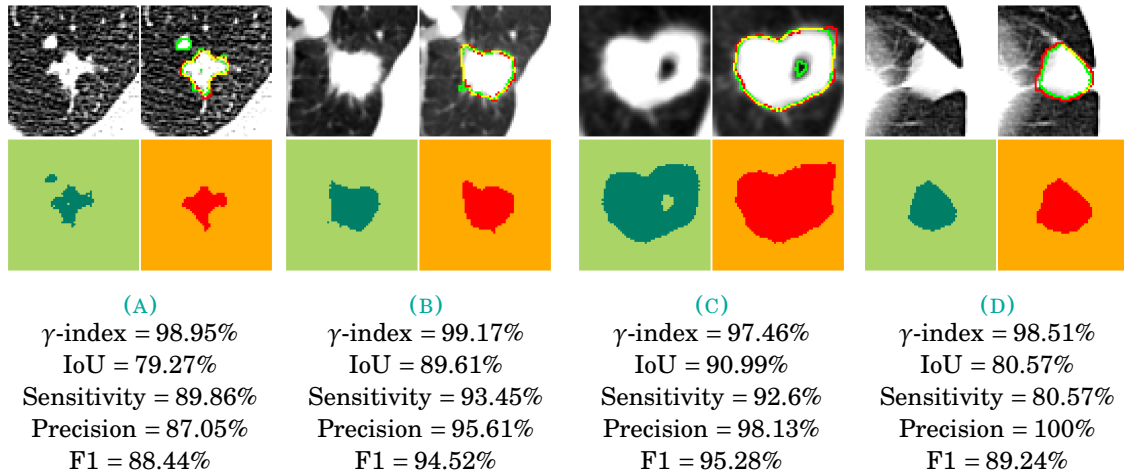 (A)
γ-index = 98.95%
IoU = 79.27%
Sensitivity = 89.86%
Precision = 87.05%
F1 = 88.44%
(B)
γ-index = 99.17%
IoU = 89.61%
Sensitivity = 93.45%
Precision = 95.61%
F1 = 94.52%
(C)
γ-index = 97.46%
IoU = 90.99%
Sensitivity = 92.6%
Precision = 98.13%
F1 = 95.28%
(D)
γ-index = 98.51%
IoU = 80.57%
Sensitivity = 80.57%
Precision = 100%
F1 = 89.24%